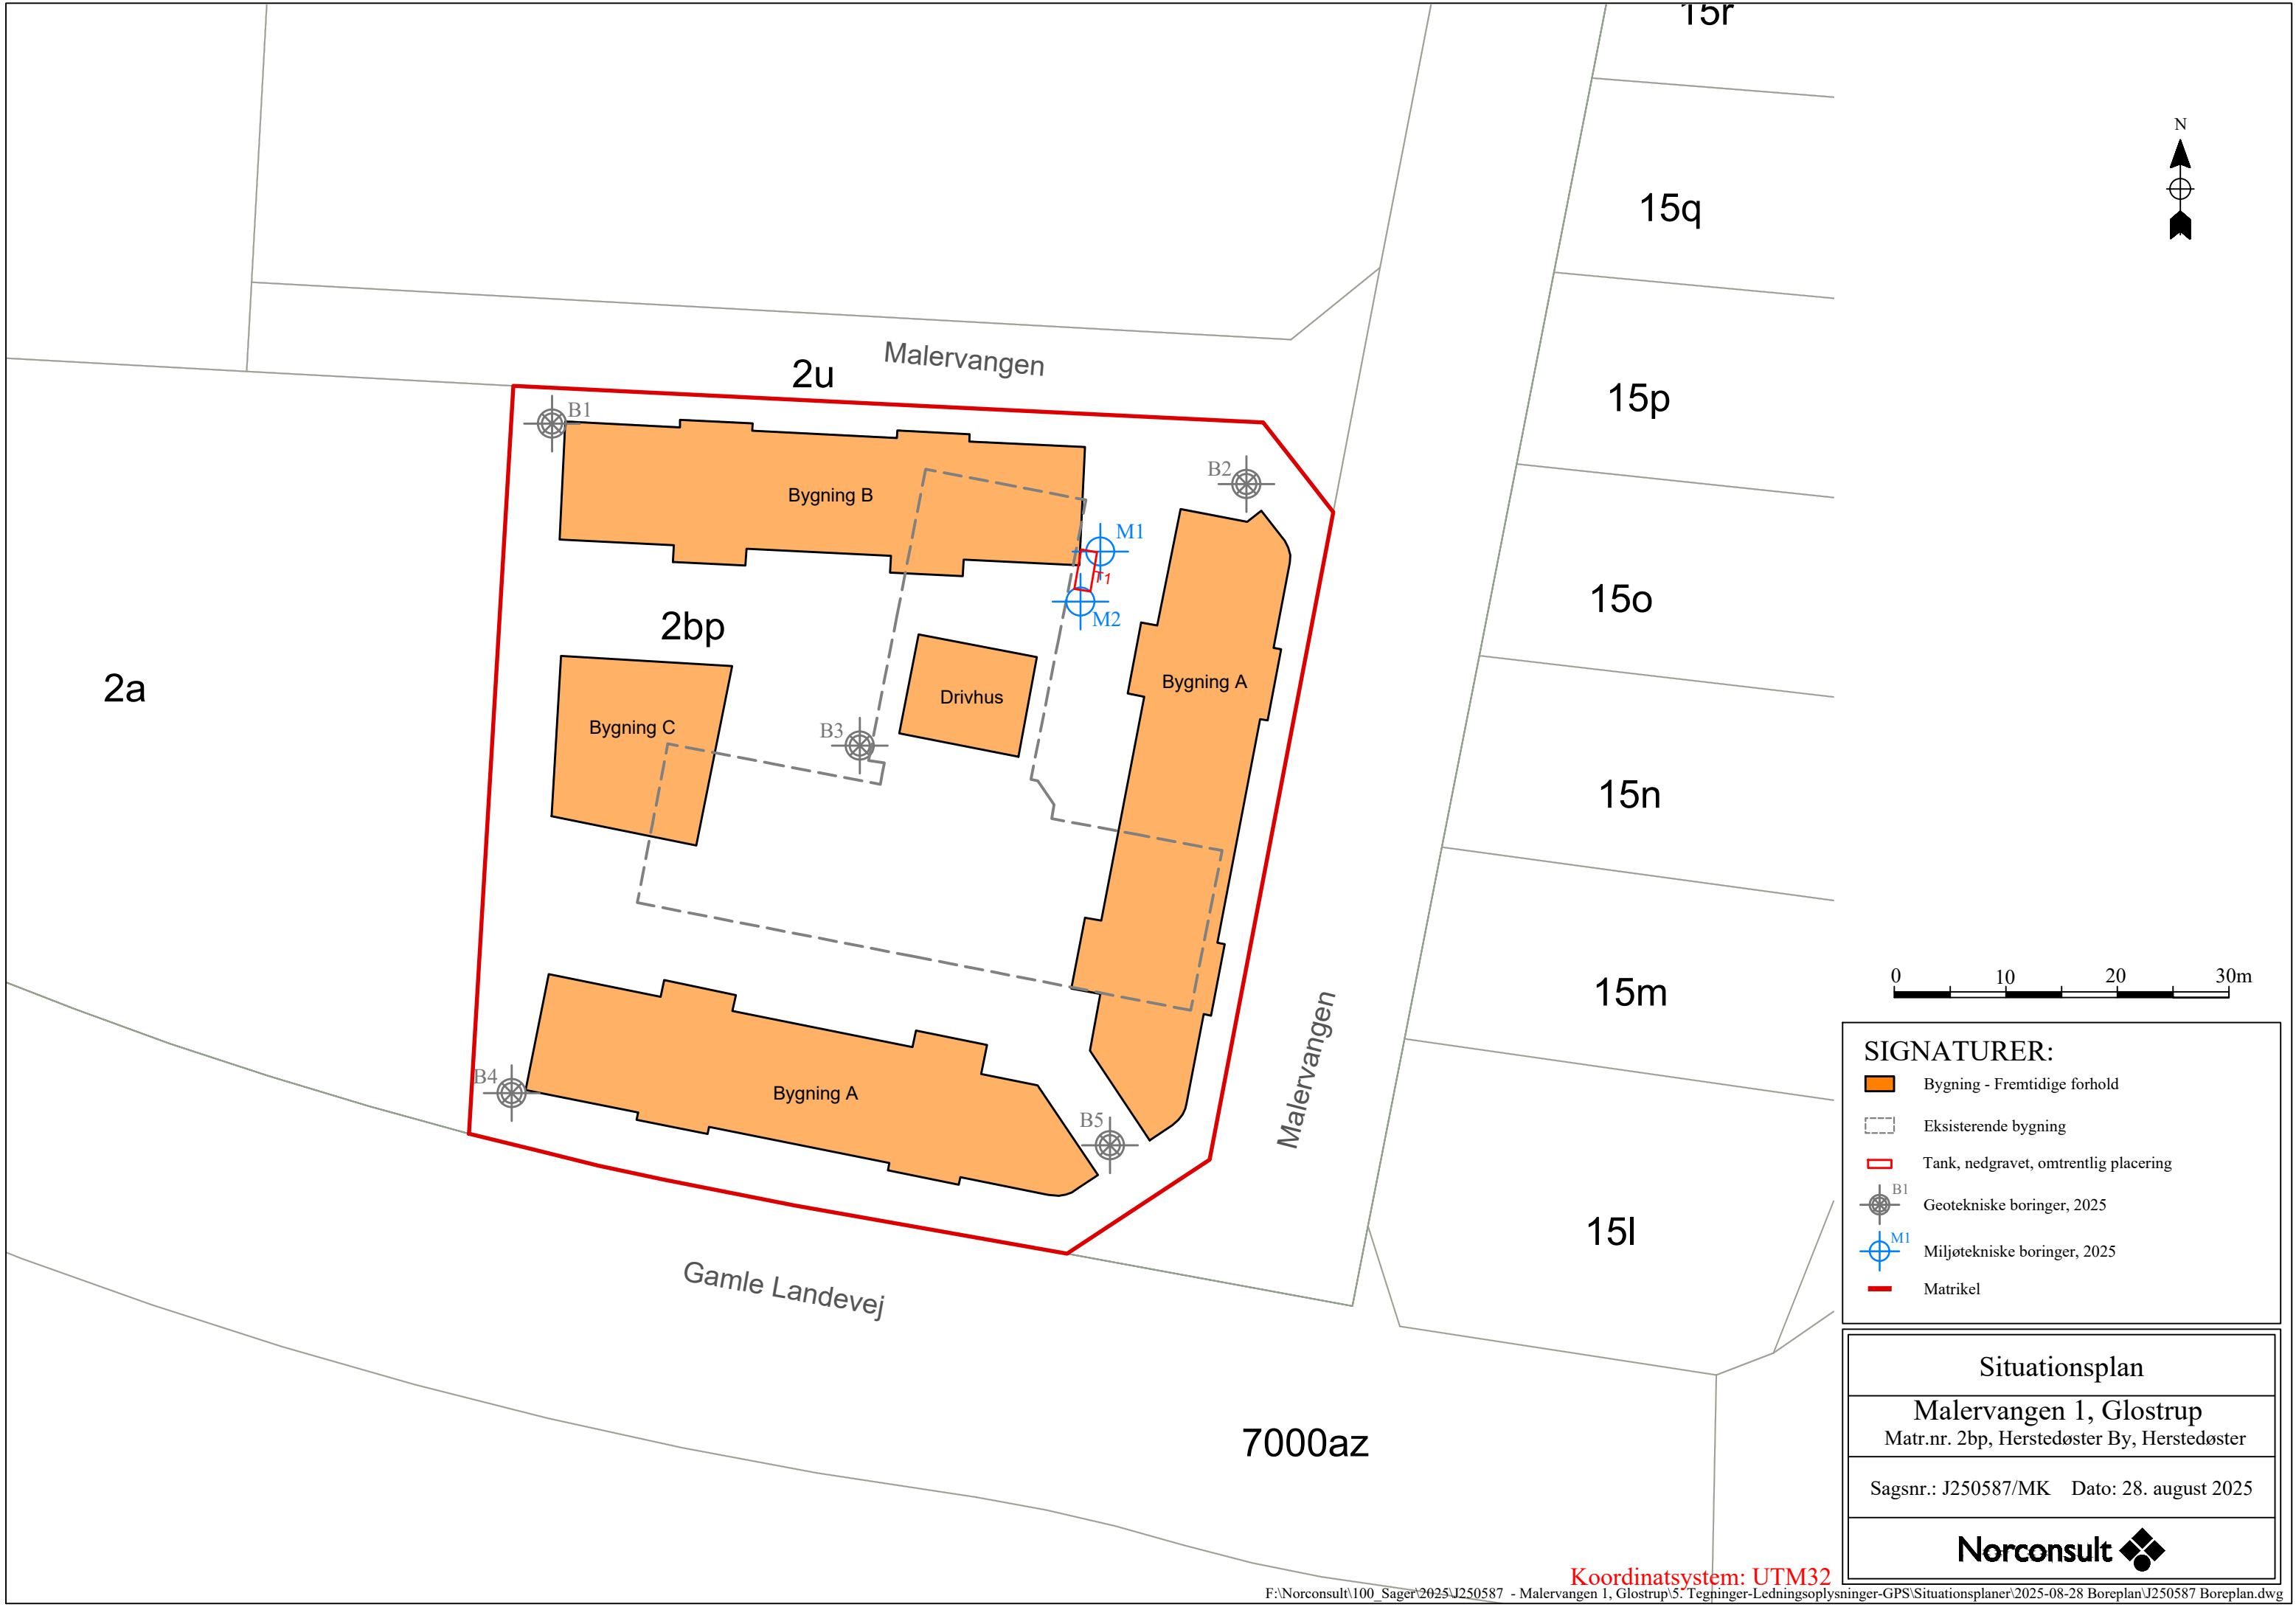 15r
N
15q
Malervangen
2u
15p
B1
B2
Bygning B
M1
T1
15o
M2
2bp
2a
Bygning A
Drivhus
Bygning C
B3
15n
0 10 20 30m
15m
Malervangen
SIGNATURER:
Bygning - Fremtidige forhold
Eksisterende bygning
Tank, nedgravet, omtrentlig placering
B1
Geotekniske boringer, 2025
M1
Miljøtekniske boringer, 2025
Matrikel
B4
Bygning A
B5
15l
Gamle Landevej
7000az
Situationsplan
Malervangen 1, Glostrup
Matr.nr. 2bp, Herstedøster By, Herstedøster
Sagsnr.: J250587/MK Dato: 28. august 2025
Norconsult
Koordinatsystem: UTM32
F:\Norconsult\100_Sager\2025\J250587 - Malervangen 1, Glostrup\5. Tegninger-Ledningsoplysninger-GPS\Situationsplaner\2025-08-28 Boreplan\J250587 Boreplan.dwg